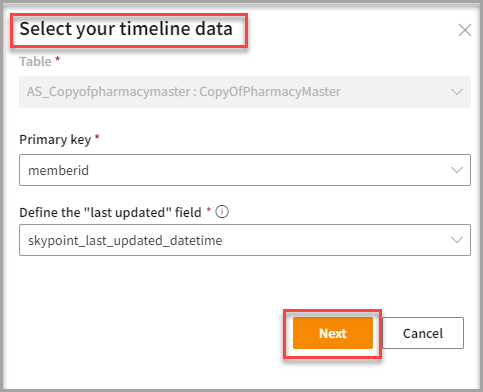 Select your timeline data
Table *
AS_Copyofpharmacymaster : CopyOfPharmacyMaster
Primary key *
memberid
Define the "last updated" field *
skypoint_last_updated_datetime
Next Cancel